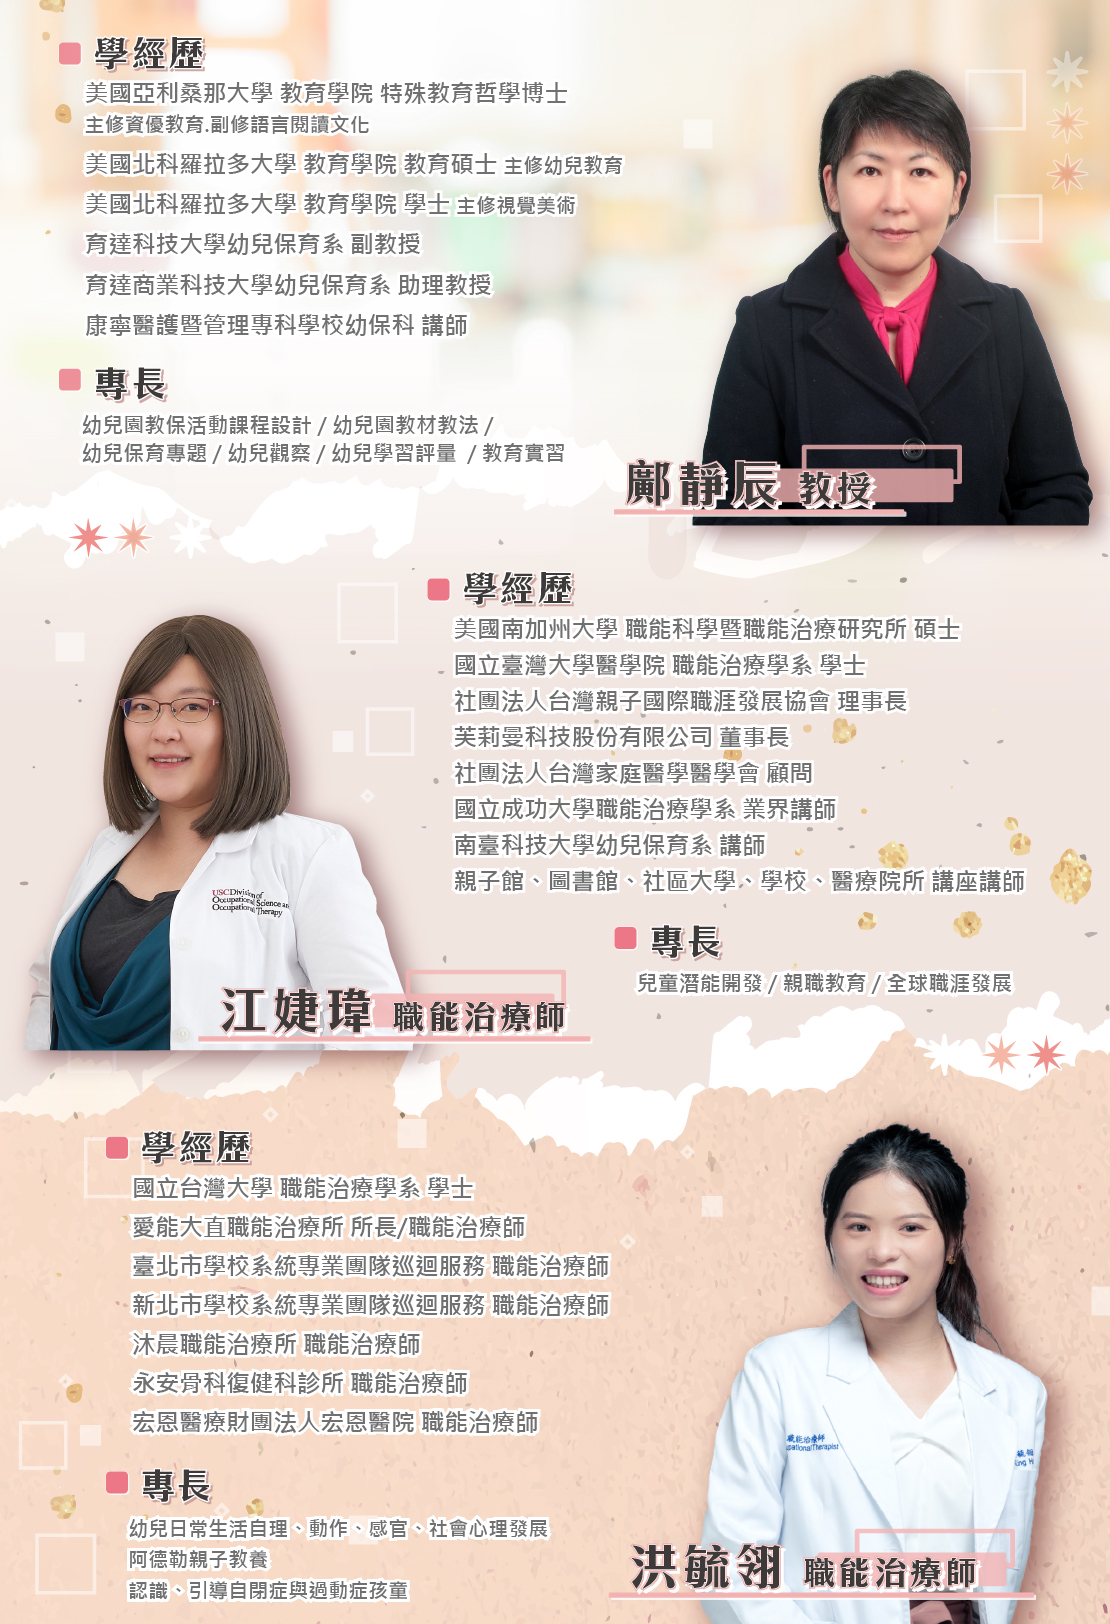 學經歷
美國亞利桑那大學 教育學院 特殊教育哲學博士
主修資優教育.副修語言閱讀文化
美國北科羅拉多大學 教育學院 教育碩士 主修幼兒教育
美國北科羅拉多大學 教育學院 學士 主修視覺美術
育達科技大學幼兒保育系 副教授
育達商業科技大學幼兒保育系 助理教授
康寧醫護暨管理專科學校幼保科 講師
專長
幼兒園教保活動課程設計 / 幼兒園教材教法 /
幼兒保育專題 / 幼兒觀察 / 幼兒學習評量 / 教育實習
鄺靜辰 教授
學經歷
美國南加州大學 職能科學暨職能治療研究所 碩士
國立臺灣大學醫學院 職能治療學系 學士
社團法人台灣親子國際職涯發展協會 理事長
芙莉曼科技股份有限公司 董事長
社團法人台灣家庭醫學醫學會 顧問
國立成功大學職能治療學系 業界講師
南臺科技大學幼兒保育系 講師
親子館、圖書館、社區大學、學校、醫療院所 講座講師
專長
兒童潛能開發 / 親職教育 / 全球職涯發展
USC Division of
Occupational Science an
Occupational Therapy
江婕瑋 職能治療師
學經歷
國立台灣大學 職能治療學系 學士
愛能大直職能治療所 所長/職能治療師
臺北市學校系統專業團隊巡迴服務 職能治療師
新北市學校系統專業團隊巡迴服務 職能治療師
沐晨職能治療所 職能治療師
永安骨科復健科診所 職能治療師
宏恩醫療財團法人宏恩醫院 職能治療師
專長
幼兒日常生活自理、動作、感官、社會心理發展
阿德勒親子教養
認識、引導自閉症與過動症孩童
職能治療師
upationalTherapist
洪毓翎 職能治療師